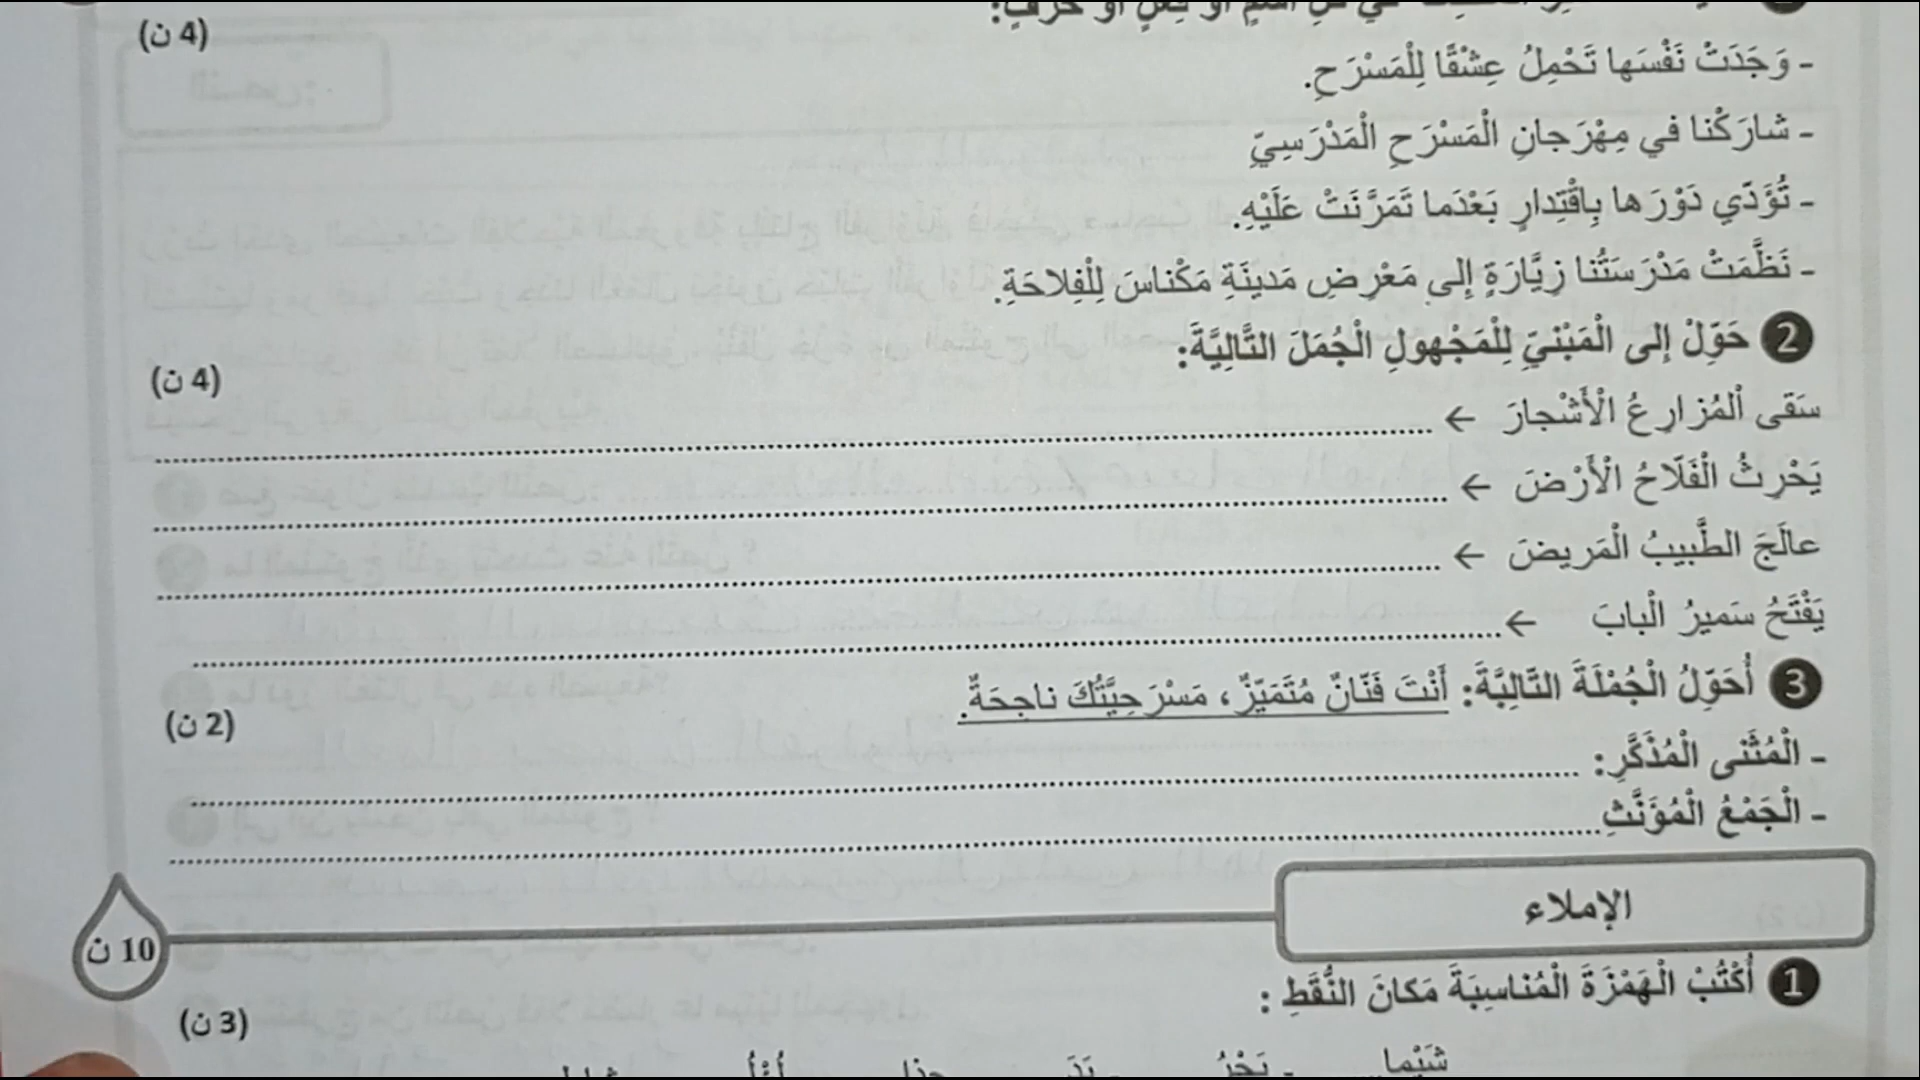 (4 ن)
- وَجَدَتْ نَفْسَها تَحْمِلُ عِشْقًا لِلْمَسْرَحِ.
- شارَكْنا في مِهْرَجانِ الْمَسْرَحِ الْمَدْرَسِيِّ
- تُؤَدّي دَوْرَها بِاقْتِدارٍ بَعْدَما تَمَرَّنَتْ عَلَيْهِ.
- نَظَّمَتْ مَدْرَسَتُنا زِيَّارَةٍ إِلى مَعْرِضِ مَدينَةِ مَكْناسَ لِلْفِلاحَةِ.
2 حَوِّلْ إِلى الْمَبْنيِّ لِلْمَجْهولِ الْجُمَلَ التَّالِيَّةَ: (4 ن)
سَقى اْلمُزارِعُ الْأَشْجارَ ←
يَحْرِثُ الْفَلّاحُ الْأَرْضَ ←
عالَجَ الطَّبيبُ الْمَريضَ ←
يَفْتَحُ سَميرُ الْبابَ ←
3 أُحَوِّلُ الْجُمْلَةَ التّالِيَّةَ: أَنْتَ فَنّانٌ مُتَمَيِّزٌ، مَسْرَحِيَّتُكَ ناجِحَةٌ. (2 ن)
- الْمُثَنّى الْمُذَكَّرِ:
- الْجَمْعُ الْمُؤَنَّثِ
الإملاء
10 ن
1 أَكْتُبُ الْهَمْزَةَ الْمُناسِبَةَ مَكانَ النُّقَطِ : (3 ن)